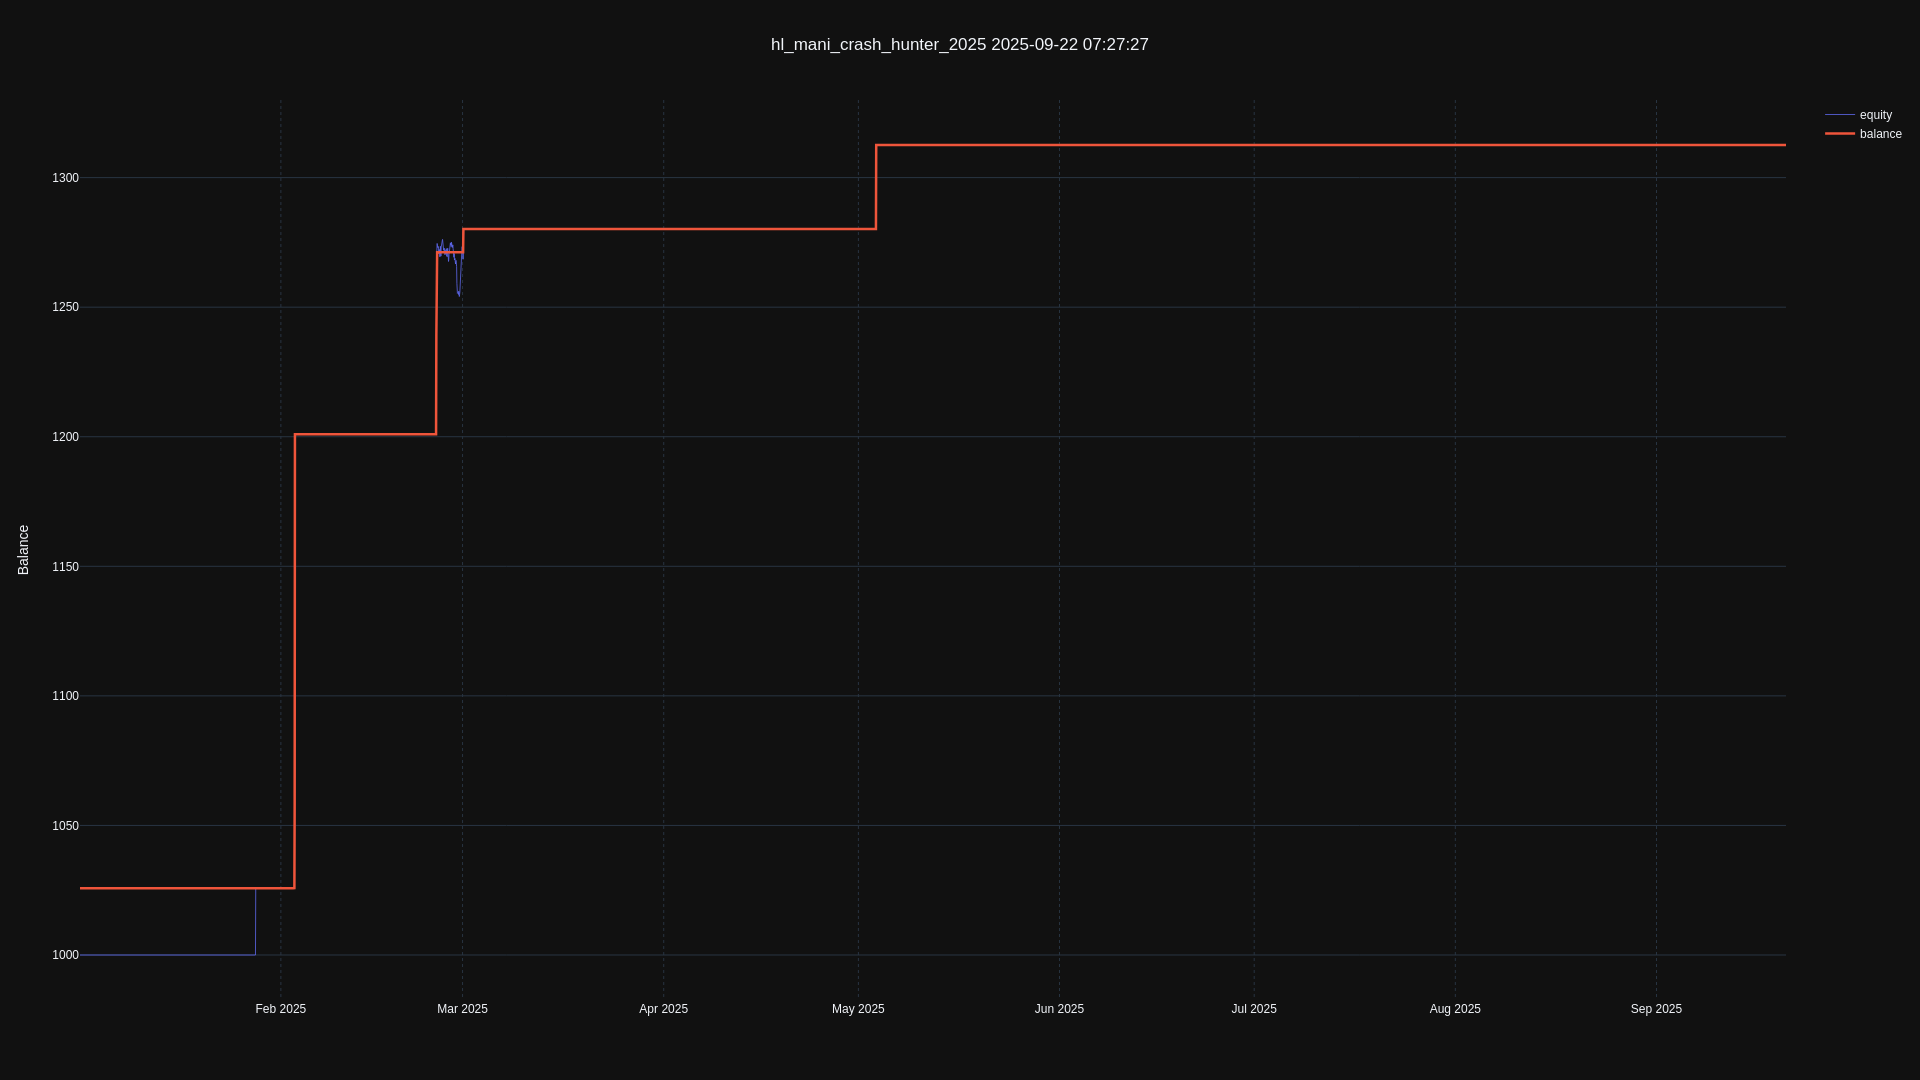 hl_mani_crash_hunter_2025 2025-09-22 07:27:27
equity
balance
1300
1250
1200
1150
1100
1050
1000
Balance
Feb 2025
Mar 2025
Apr 2025
May 2025
Jun 2025
Jul 2025
Aug 2025
Sep 2025